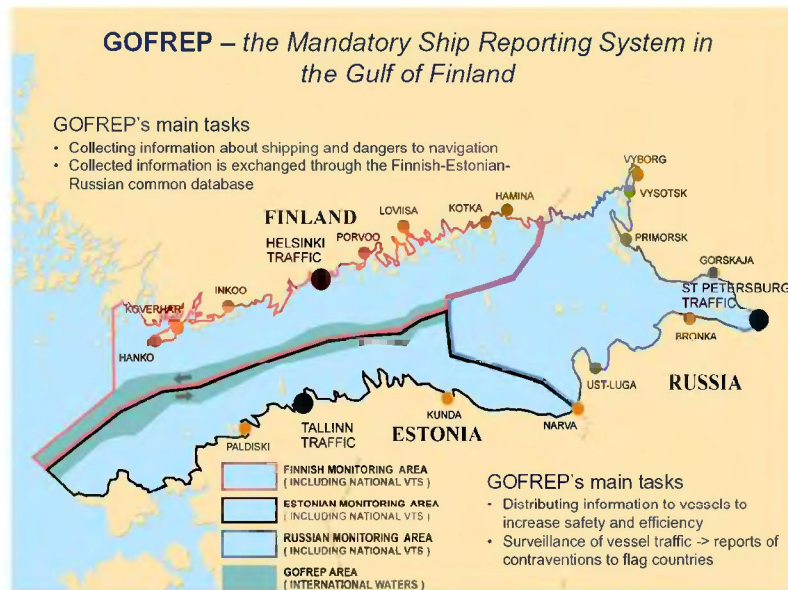 GOFREP – the Mandatory Ship Reporting System in
the Gulf of Finland
GOFREP's main tasks
• Collecting information about shipping and dangers to navigation
• Collected information is exchanged through the Finnish-Estonian-
Russian common database
VYBORG
VYSOTSK
HAMINA
KOTKA
LOVIISA
FINLAND
PORVOO
HELSINKI
TRAFFIC
PRIMORSK
GORSKAJA
ST PETERSBURG
TRAFFIC
INKOO
KOVERHAR
HANKO
BRONKA
UST-LUGA
RUSSIA
NARVA
KUNDA
ESTONIA
TALLINN
TRAFFIC
PALDISKI
FINNISH MONITORING AREA
( INCLUDING NATIONAL VTS )
ESTONIAN MONITORING AREA
( INCLUDING NATIONAL VTS )
RUSSIAN MONITORING AREA
( INCLUDING NATIONAL VTS )
GOFREP AREA
( INTERNATIONAL WATERS )
GOFREP's main tasks
• Distributing information to vessels to
increase safety and efficiency
• Surveillance of vessel traffic -> reports of
contraventions to flag countries